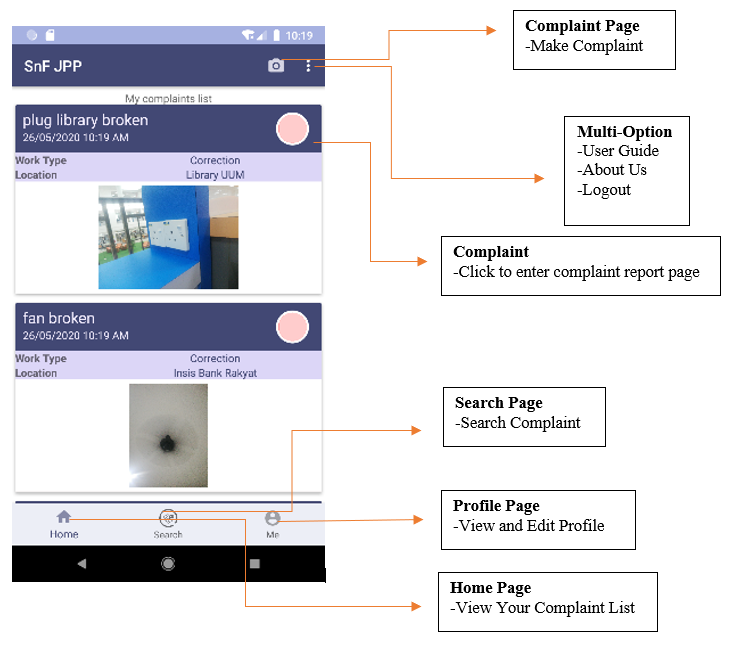 10:19
SnF JPP
My complaints list
plug library broken
26/05/2020 10:19 AM
Work Type Correction
Location Library UUM
fan broken
26/05/2020 10:19 AM
Work Type Correction
Location Insis Bank Rakyat
Home Search Me
Complaint Page
-Make Complaint
Multi-Option
-User Guide
-About Us
-Logout
Complaint
-Click to enter complaint report page
Search Page
-Search Complaint
Profile Page
-View and Edit Profile
Home Page
-View Your Complaint List